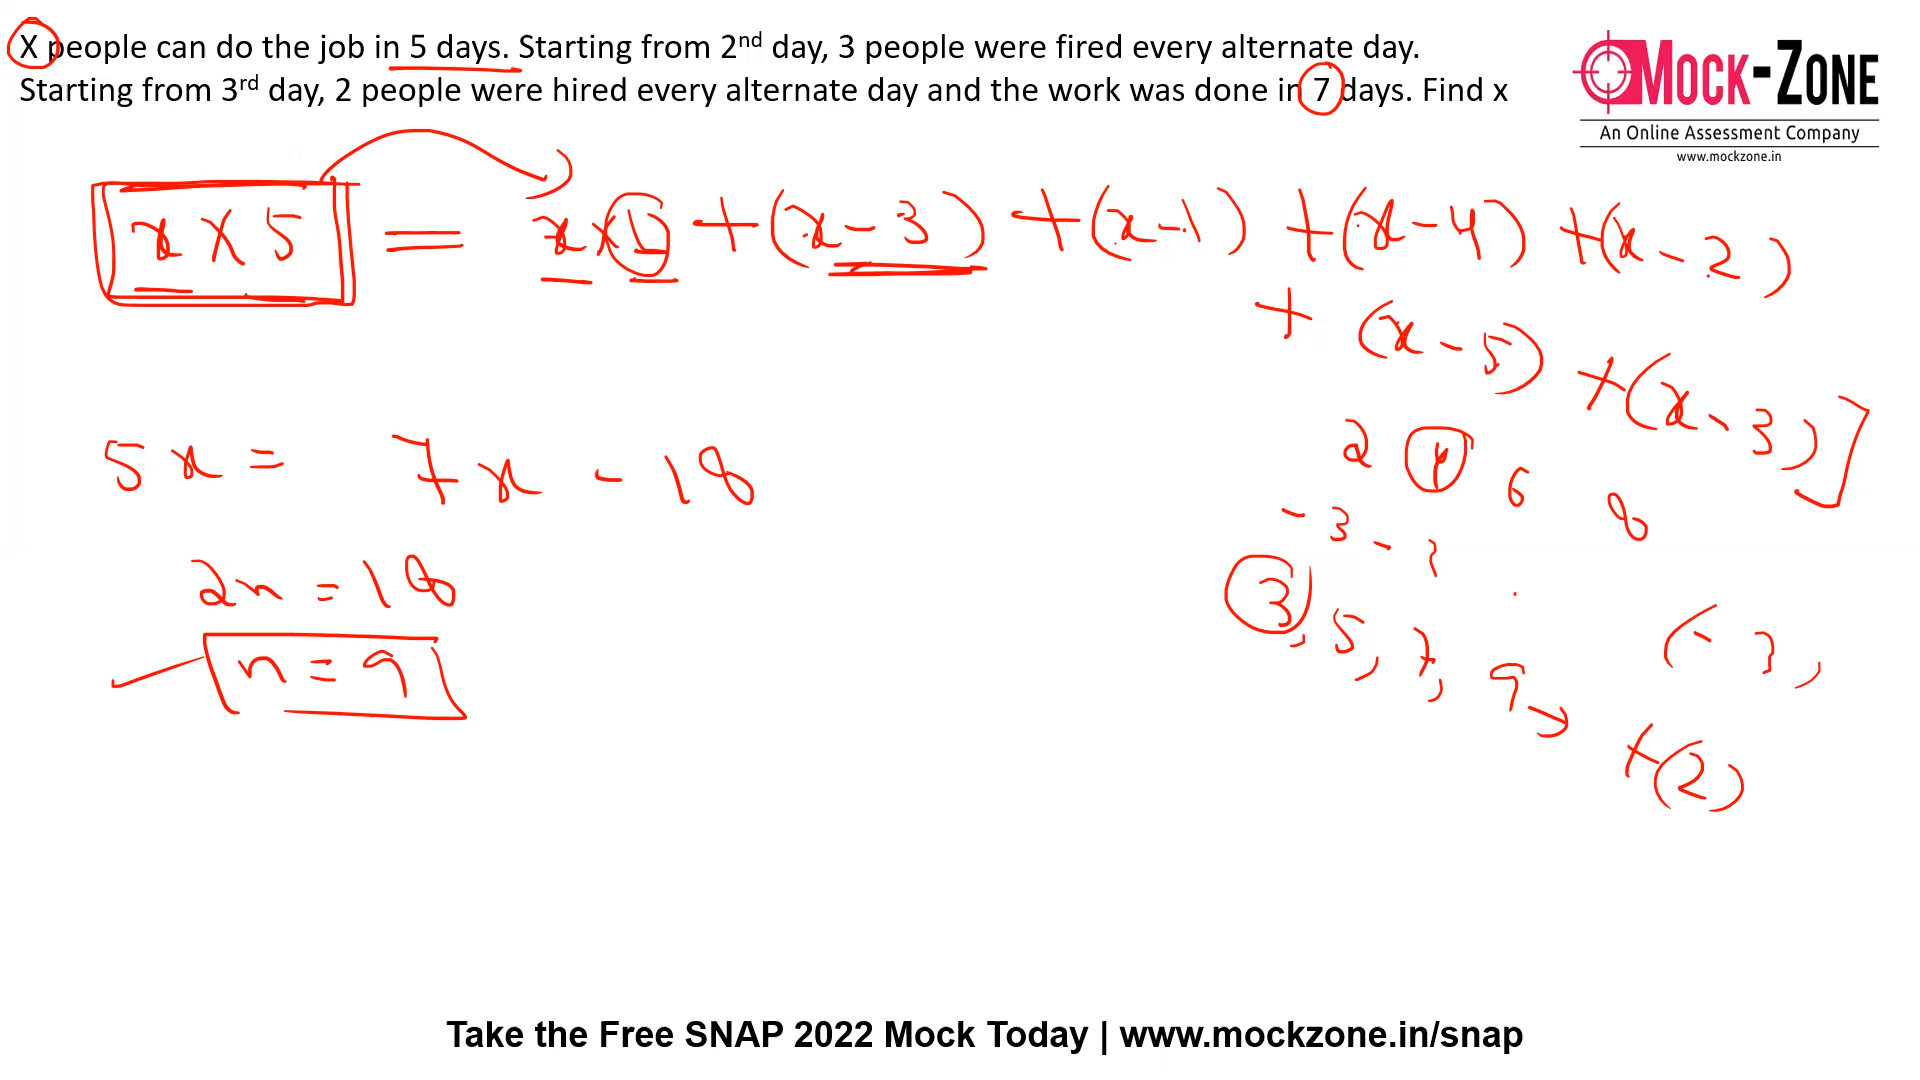 X people can do the job in 5 days. Starting from 2nd day, 3 people were fired every alternate day.
Starting from 3rd day, 2 people were hired every alternate day and the work was done in 7 days. Find x
MOCK-ZONE
An Online Assessment Company
www.mockzone.in
x × 5 = x × 1 + (x - 3) + (x - 1) + (x - 4) + (x - 2)
+ (x - 5) + (x - 3)]
5x = 7x - 18
2 4 6 8
- 3 - 3
2n = 18
3, 5, 7, 9 → (- 3,
n = 9
+(2)
Take the Free SNAP 2022 Mock Today | www.mockzone.in/snap